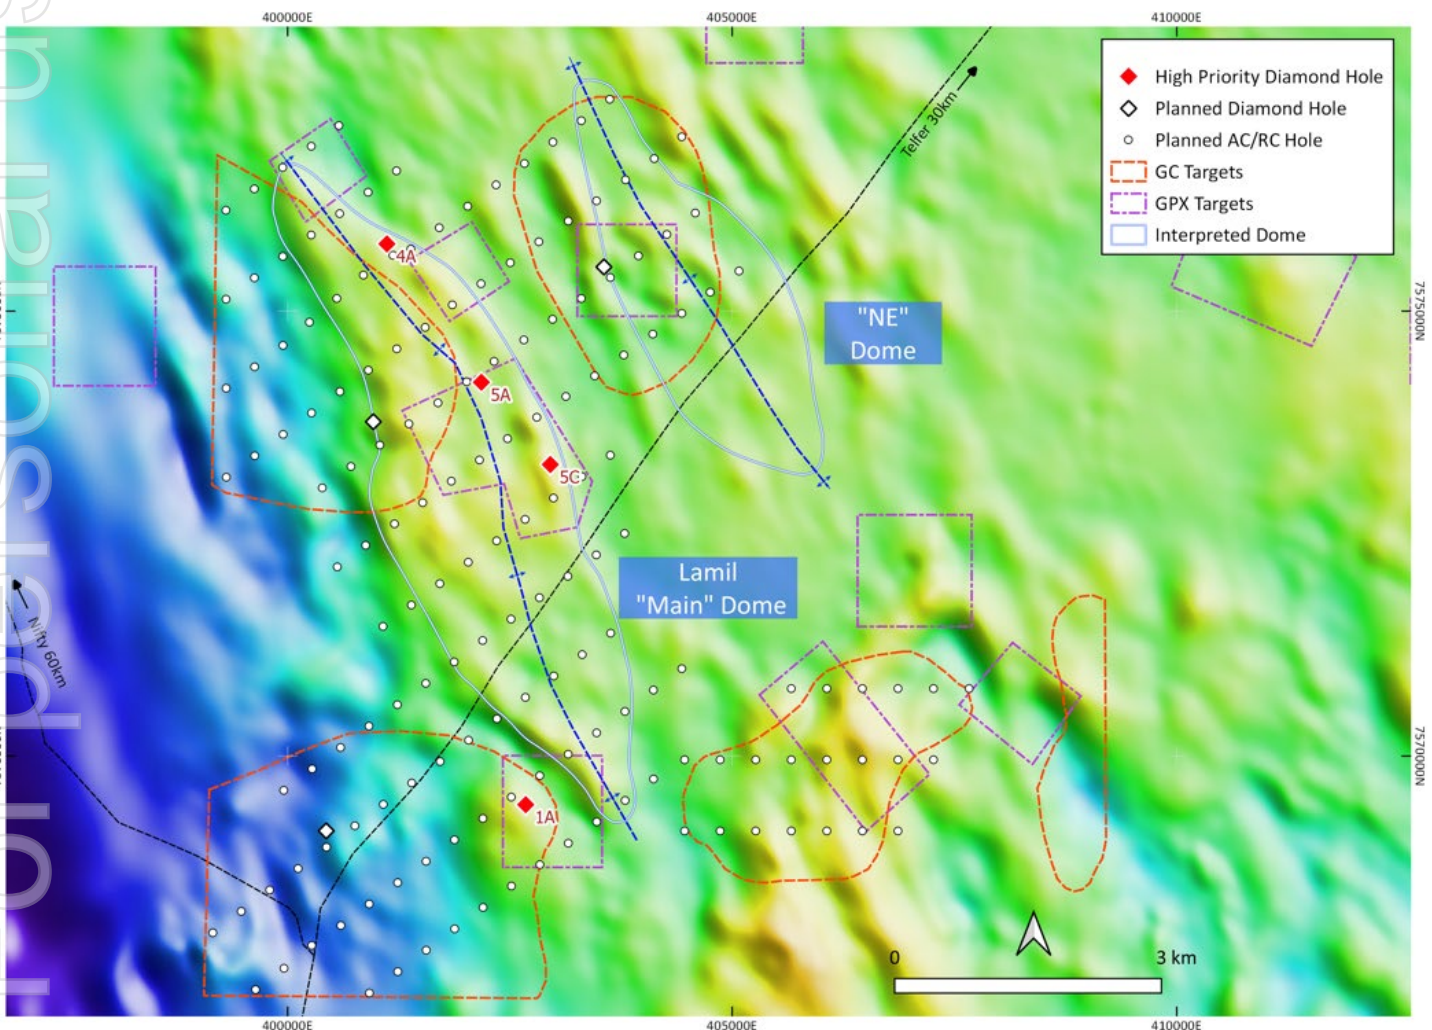 400000E
405000E
410000E
High Priority Diamond Hole
Planned Diamond Hole
Planned AC/RC Hole
GC Targets
GPX Targets
Interpreted Dome
Telfer 30km
4A
"NE"
Dome
7575000N
5A
5C
Lamil
"Main" Dome
Nifty 60km
7570000N
1A
0
3 km
400000E
405000E
410000E